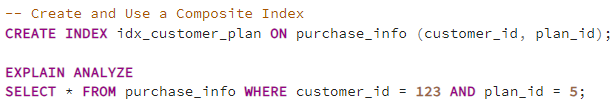 -- Create and Use a Composite Index
CREATE INDEX idx_customer_plan ON purchase_info (customer_id, plan_id);
EXPLAIN ANALYZE
SELECT * FROM purchase_info WHERE customer_id = 123 AND plan_id = 5;